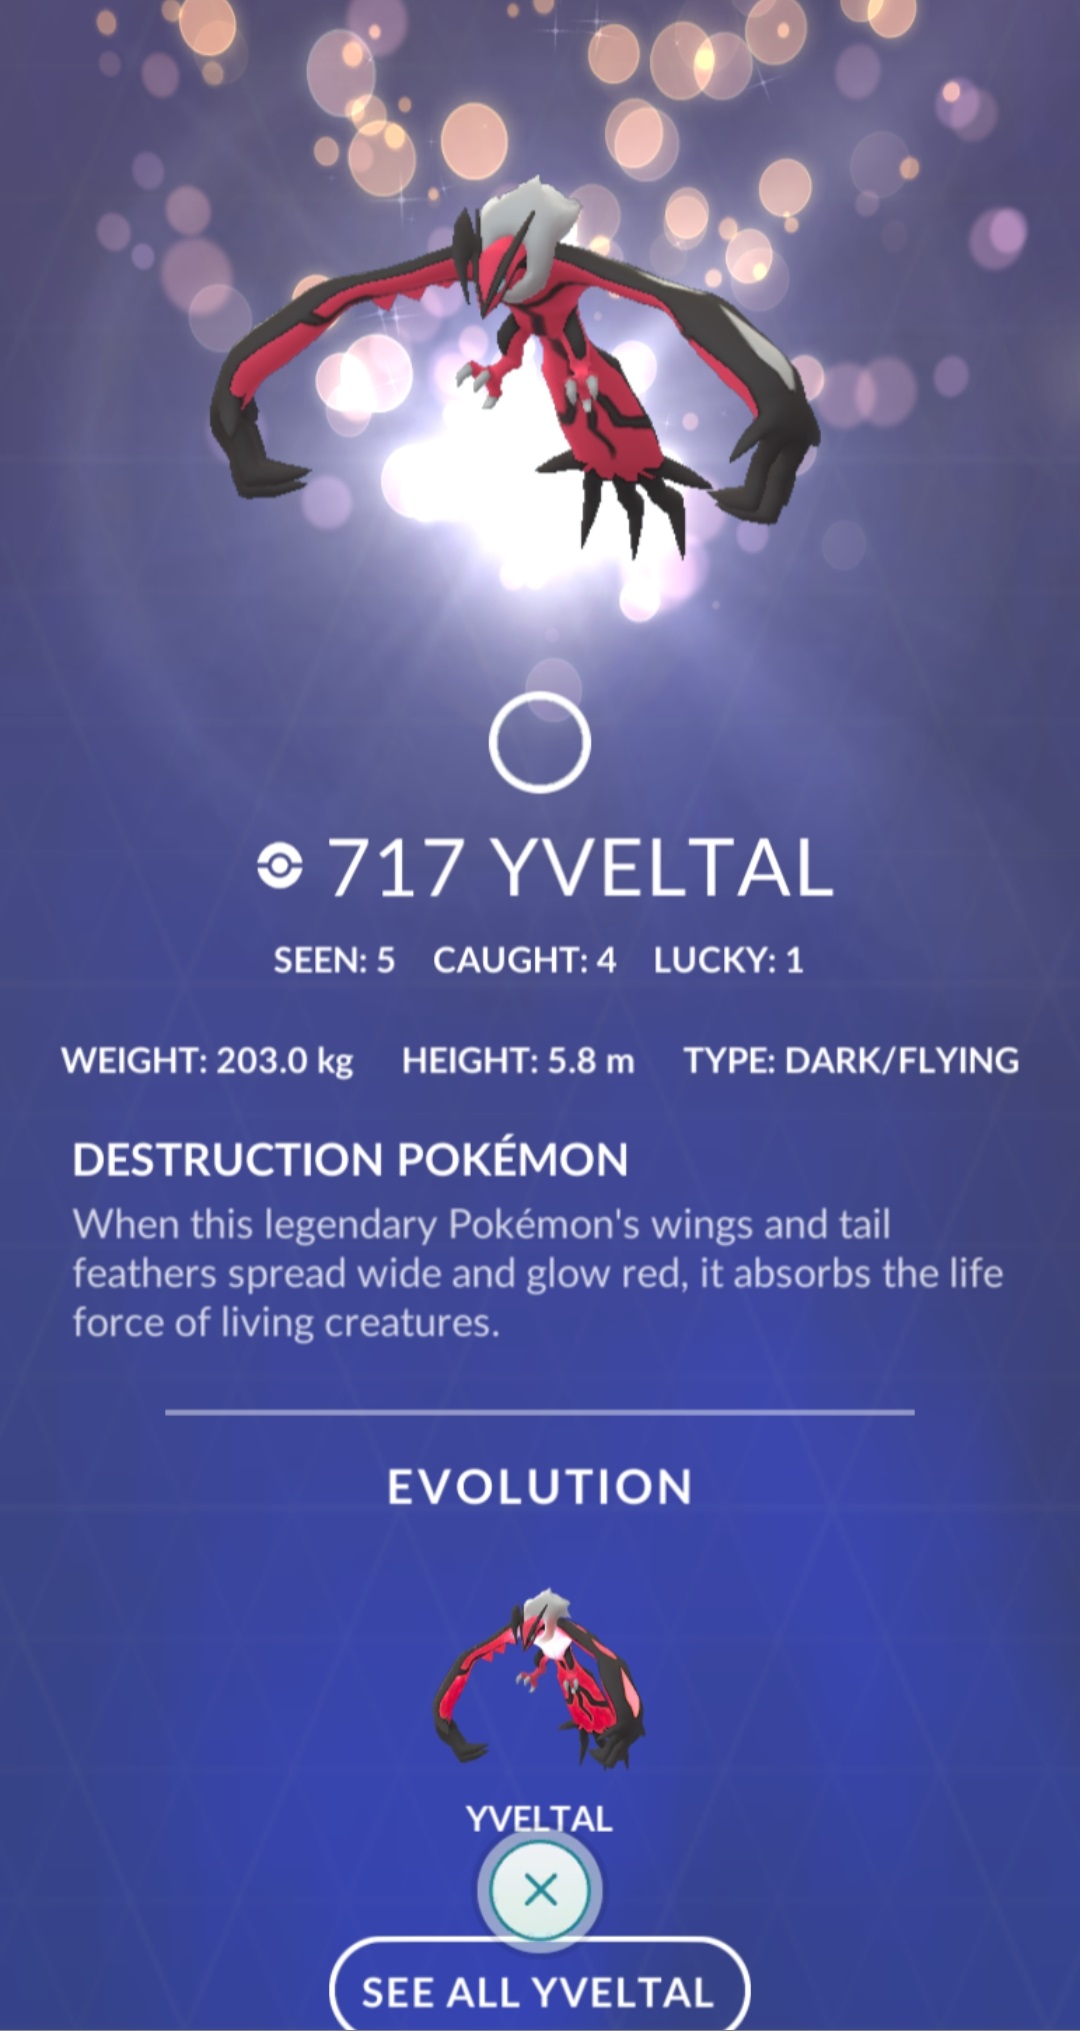 717 YVELTAL
SEEN: 5 CAUGHT: 4 LUCKY: 1
WEIGHT: 203.0 kg HEIGHT: 5.8 m TYPE: DARK/FLYING
DESTRUCTION POKÉMON
When this legendary Pokémon's wings and tail
feathers spread wide and glow red, it absorbs the life
force of living creatures.
EVOLUTION
YVELTAL
SEE ALL YVELTAL